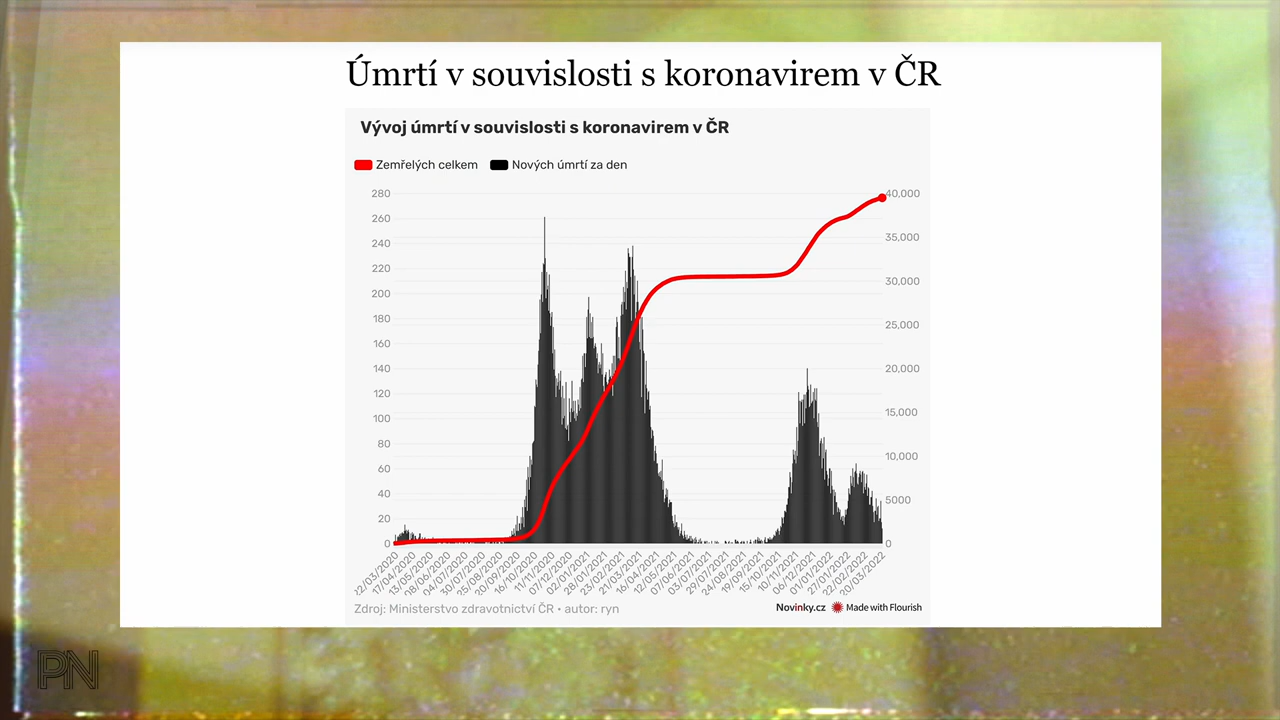 Úmrtí v souvislosti s koronavirem v ČR
Vývoj úmrtí v souvislosti s koronavirem v ČR
Zemřelých celkem Nových úmrtí za den
280 40,000
260
240 35,000
220
200 30,000
180 25,000
160
140 20,000
120
100 15,000
80 10,000
60
40 5000
20
0 0
22/03/2020 17/04/2020 13/05/2020 08/06/2020 04/07/2020 30/07/2020 25/08/2020 20/09/2020 16/10/2020 11/11/2020 07/12/2020 02/01/2021 28/01/2021 23/02/2021 21/03/2021 16/04/2021 12/05/2021 07/06/2021 03/07/2021 29/07/2021 24/08/2021 19/09/2021 15/10/2021 10/11/2021 06/12/2021 01/01/2022 27/01/2022 22/02/2022 20/03/2022
Zdroj: Ministerstvo zdravotnictví ČR • autor: ryn Novinky.cz Made with Flourish
PN